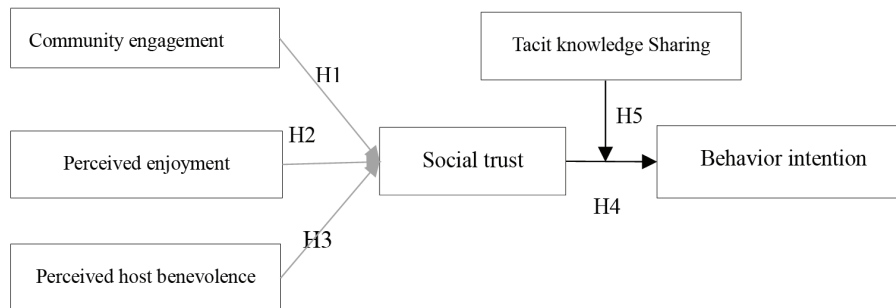 Community engagement
Tacit knowledge Sharing
H1
H5
H2
Perceived enjoyment
Social trust
Behavior intention
H4
H3
Perceived host benevolence